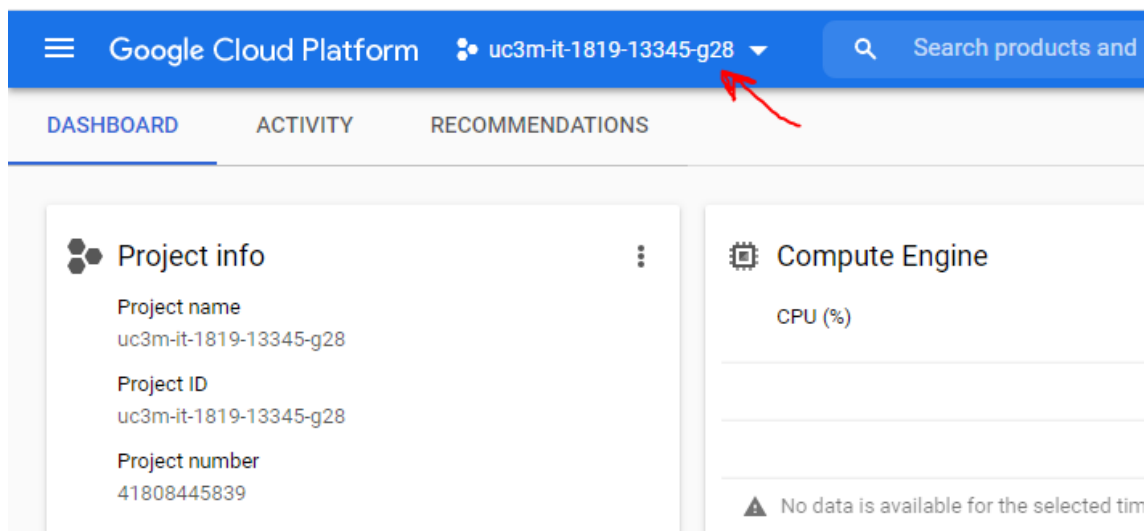 Google Cloud Platform uc3m-it-1819-13345-g28 Search products and
DASHBOARD ACTIVITY RECOMMENDATIONS
Project info
Project name
uc3m-it-1819-13345-g28
Project ID
uc3m-it-1819-13345-g28
Project number
41808445839
Compute Engine
CPU (%)
No data is available for the selected tim